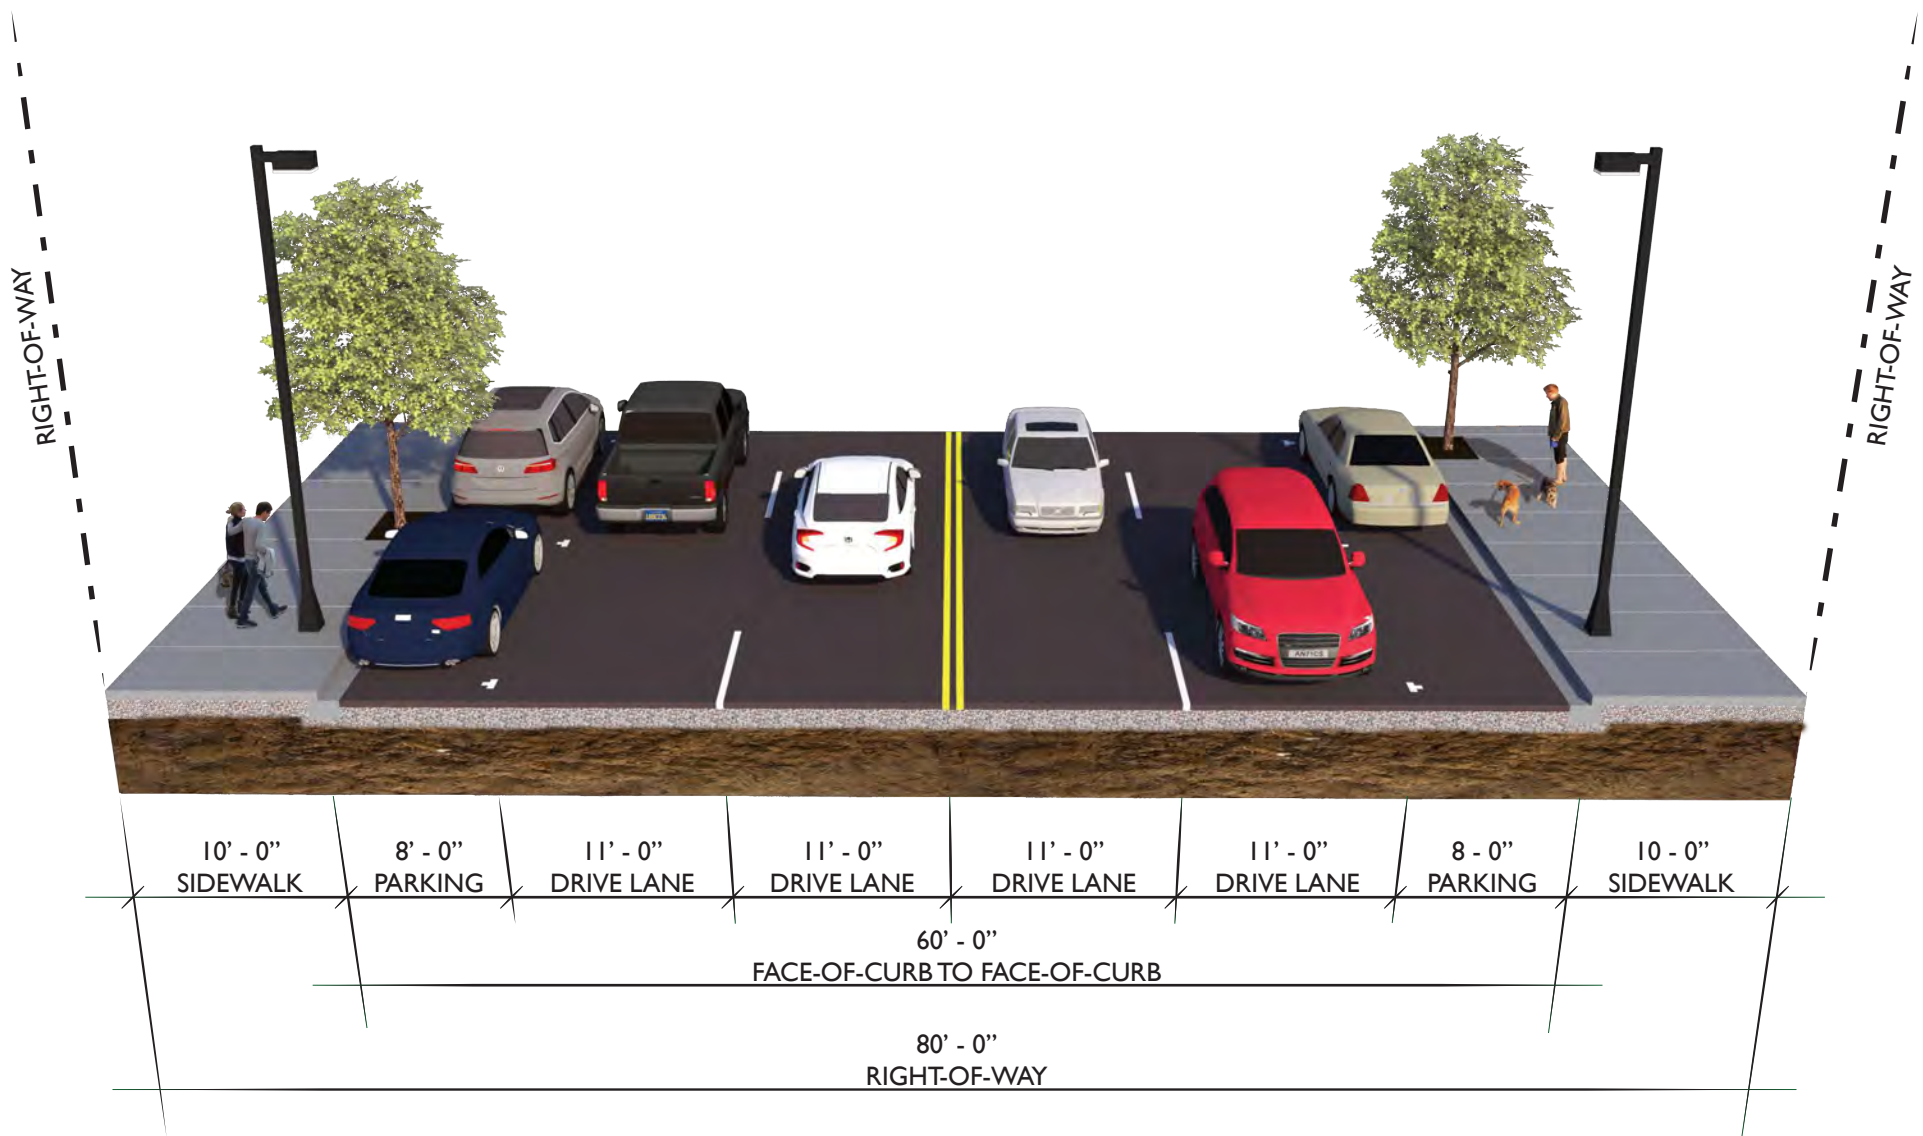 RIGHT-OF-WAY
RIGHT-OF-WAY
10’ - 0”
SIDEWALK
8’ - 0”
PARKING
11’ - 0”
DRIVE LANE
11’ - 0”
DRIVE LANE
11’ - 0”
DRIVE LANE
11’ - 0”
DRIVE LANE
8 - 0”
PARKING
10 - 0”
SIDEWALK
60’ - 0”
FACE-OF-CURB TO FACE-OF-CURB
80’ - 0”
RIGHT-OF-WAY